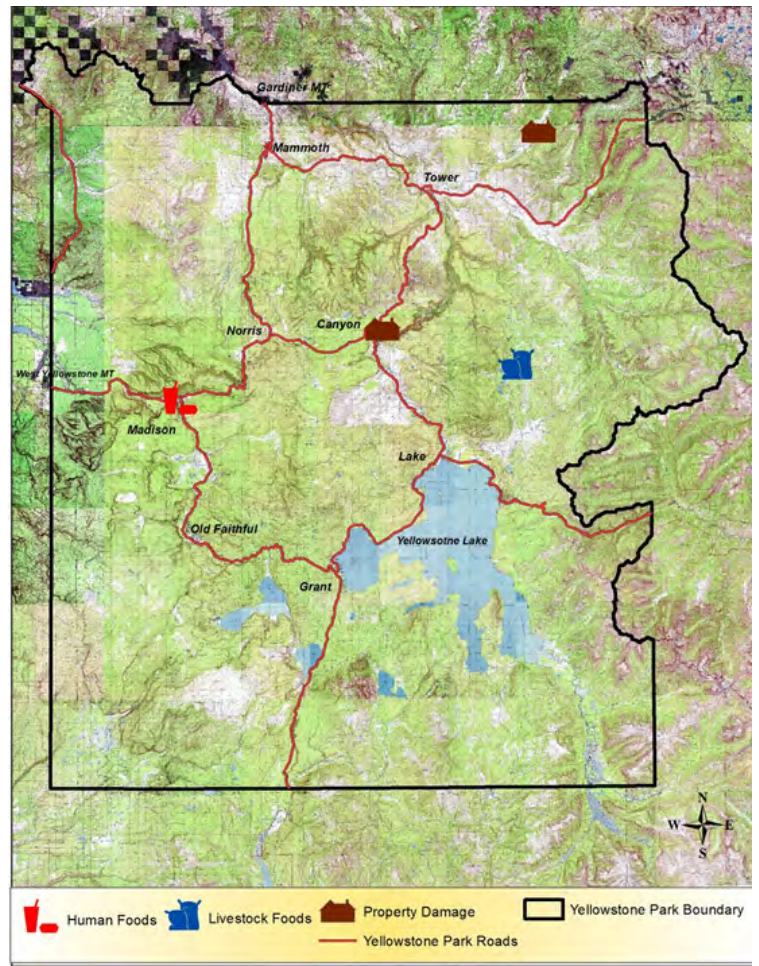 Gardiner MT
Mammoth
Tower
Norris
Canyon
West Yellowstone MT
Madison
Lake
Old Faithful
Yellowsotne Lake
Grant
N
W E
S
Human Foods
Livestock Foods
Property Damage
Yellowstone Park Boundary
Yellowstone Park Roads